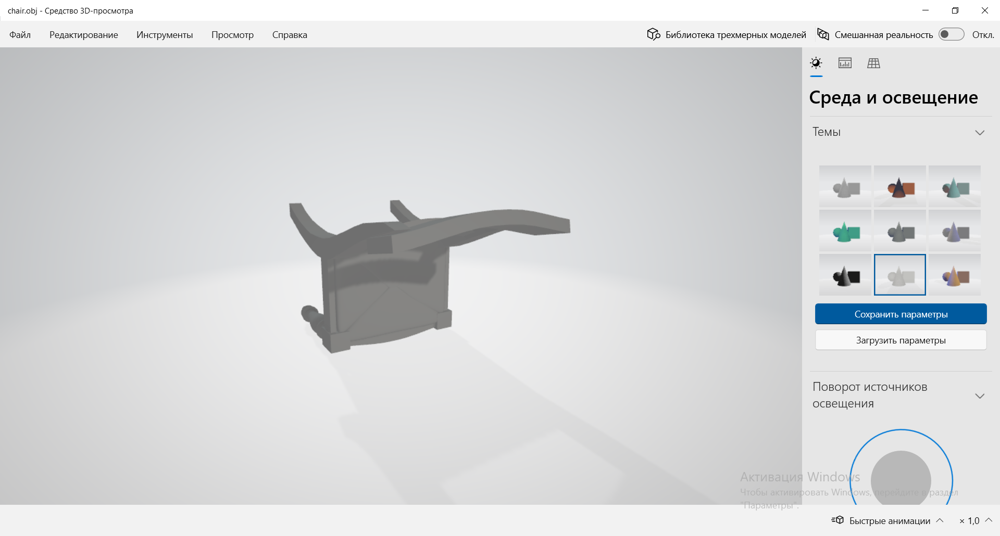 chair.obj - Средство 3D-просмотра
Файл Редактирование Инструменты Просмотр Справка Библиотека трехмерных моделей Смешанная реальность Откл.
Среда и освещение
Темы
Сохранить параметры
Загрузить параметры
Поворот источников
освещения
Активация Windows
Чтобы активировать Windows, перейдите в раздел
"Параметры".
Быстрые анимации × 1,0